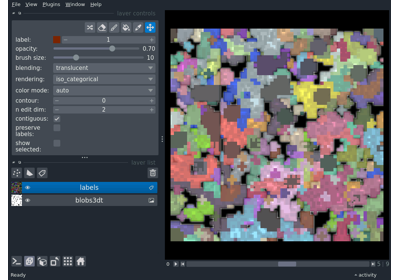 File View Plugins Window Help
layer controls
label: 1
opacity: 0.70
brush size: 10
blending: translucent
rendering: iso_categorical
color mode: auto
contour: 0
n edit dim: 2
contiguous:
preserve
labels:
show
selected:
layer list
labels
blobs3dt
Ready
activity